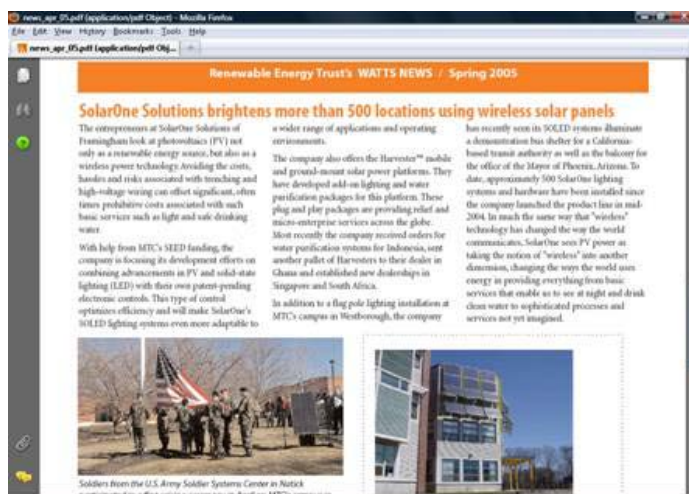 news_apr_05.pdf (application/pdf Object) - Mozilla Firefox
File Edit View History Bookmarks Tools Help
news_apr_05.pdf (application/pdf Obj...
Renewable Energy Trust's WATTS NEWS / Spring 2005
SolarOne Solutions brightens more than 500 locations using wireless solar panels
The entrepreneurs at SolarOne Solutions of
Framingham look at photovoltaics (PV) not
only as a renewable energy source, but also as a
wireless power technology. Avoiding the costs,
hassles and risks associated with trenching and
high-voltage wiring can offset significant, often
times prohibitive costs associated with such
basic services such as light and safe drinking
water.
With help from MTC's SEED funding, the
company is focusing its development efforts on
combining advancements in PV and solid-state
lighting (LED) with their own patent-pending
electronic controls. This type of control
optimizes efficiency and will make SolarOne's
SOLED lighting systems even more adaptable to
a wider range of applications and operating
environments.
The company also offers the Harvester™ mobile
and ground-mount solar power platforms. They
have developed add-on lighting and water
purification packages for this platform. These
plug and play packages are providing relief and
micro-enterprise services across the globe.
Most recently the company received orders for
water purification systems for Indonesia, sent
another pallet of Harvesters to their dealer in
Ghana and established new dealerships in
Singapore and South Africa.
In addition to a flag pole lighting installation at
MTC's campus in Westborough, the company
has recently seen its SOLED systems illuminate
a demonstration bus shelter for a California-
based transit authority as well as the balcony for
the office of the Mayor of Phoenix, Arizona. To
date, approximately 500 SolarOne lighting
systems and hardware have been installed since
the company launched the product line in mid-
2004. In much the same way that "wireless"
technology has changed the way the world
communicates, SolarOne sees PV power as
taking the notion of "wireless" into another
dimension, changing the ways the world uses
energy in providing everything from basic
services that enable us to see at night and drink
clean water to sophisticated processes and
services not yet imagined.
Soldiers from the U.S. Army Soldier Systems Center in Natick